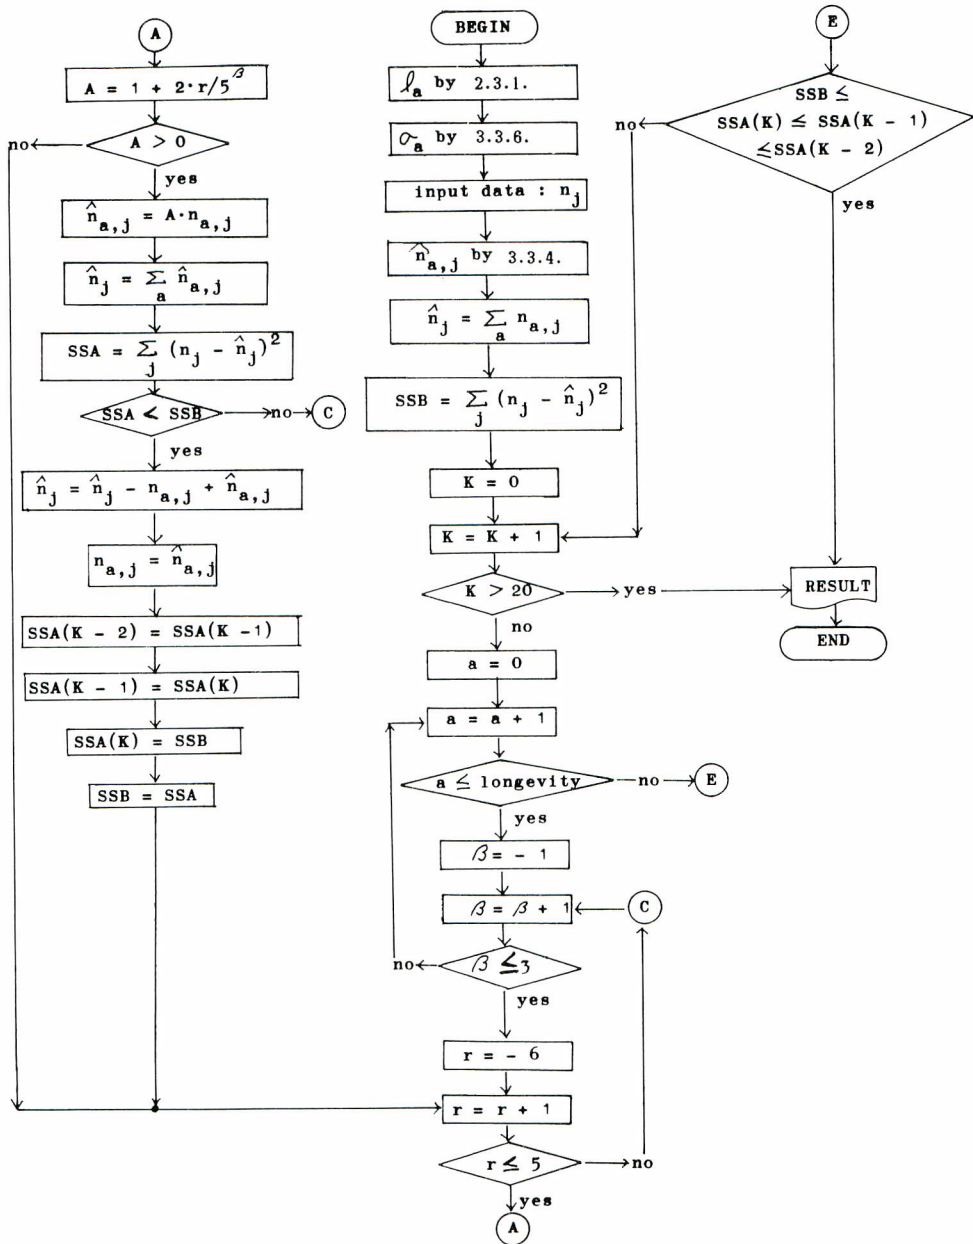 A
A = 1 + 2·r/5^β
no
A > 0
yes
n̂a,j = A·na,j
n̂j = ∑a n̂a,j
SSA = ∑j (nj - n̂j)²
SSA < SSB
no
C
yes
n̂j = n̂j - na,j + n̂a,j
na,j = n̂a,j
SSA(K - 2) = SSA(K -1)
SSA(K - 1) = SSA(K)
SSA(K) = SSB
SSB = SSA
BEGIN
ℓa by 2.3.1.
σa by 3.3.6.
input data : nj
n̂a,j by 3.3.4.
n̂j = ∑a na,j
SSB = ∑j (nj - n̂j)²
K = 0
K = K + 1
K > 20
yes
no
a = 0
a = a + 1
a ≤ longevity
no
E
yes
β = - 1
β = β + 1
C
no
β ≤ 3
yes
r = - 6
r = r + 1
r ≤ 5
no
yes
A
E
SSB ≤
SSA(K) ≤ SSA(K - 1)
≤SSA(K - 2)
no
yes
RESULT
END